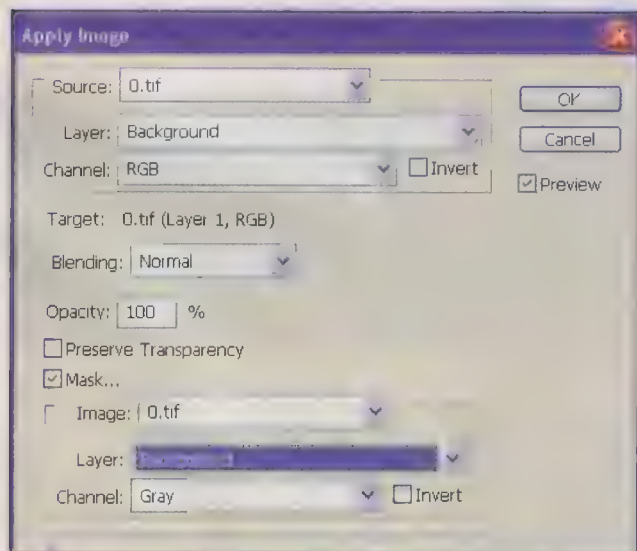 Apply Image
Source: 0.tif
OK
Layer: Background
Cancel
Channel: RGB
Invert
Preview
Target: 0.tif (Layer 1, RGB)
Blending: Normal
Opacity: 100 %
Preserve Transparency
Mask...
Image: 0.tif
Layer:
Channel: Gray
Invert